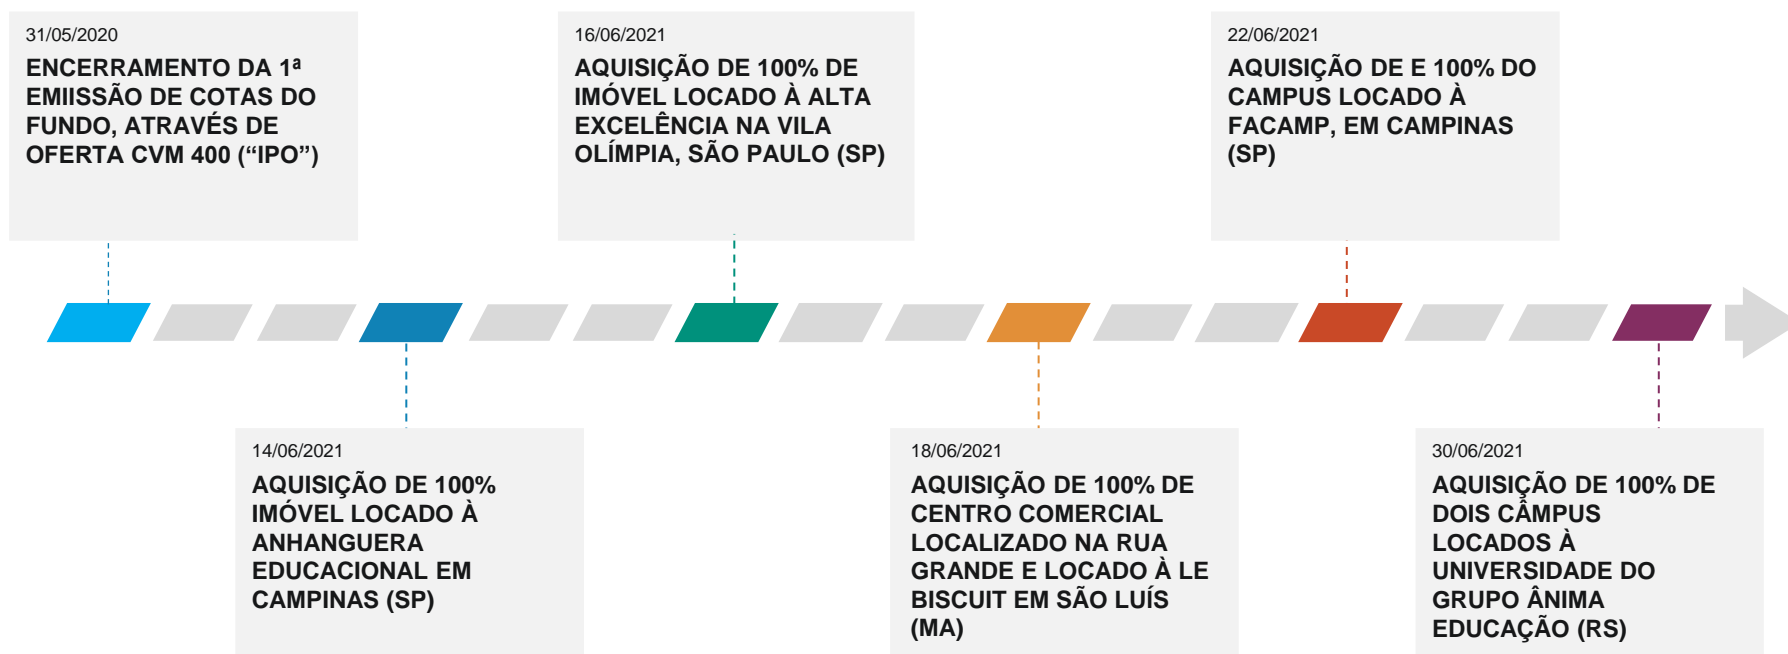 31/05/2020
ENCERRAMENTO DA 1ª
EMIISSÃO DE COTAS DO
FUNDO, ATRAVÉS DE
OFERTA CVM 400 (“IPO”)
16/06/2021
AQUISIÇÃO DE 100% DE
IMÓVEL LOCADO À ALTA
EXCELÊNCIA NA VILA
OLÍMPIA, SÃO PAULO (SP)
22/06/2021
AQUISIÇÃO DE E 100% DO
CAMPUS LOCADO À
FACAMP, EM CAMPINAS
(SP)
14/06/2021
AQUISIÇÃO DE 100%
IMÓVEL LOCADO À
ANHANGUERA
EDUCACIONAL EM
CAMPINAS (SP)
18/06/2021
AQUISIÇÃO DE 100% DE
CENTRO COMERCIAL
LOCALIZADO NA RUA
GRANDE E LOCADO À LE
BISCUIT EM SÃO LUÍS
(MA)
30/06/2021
AQUISIÇÃO DE 100% DE
DOIS CÂMPUS
LOCADOS À
UNIVERSIDADE DO
GRUPO ÂNIMA
EDUCAÇÃO (RS)